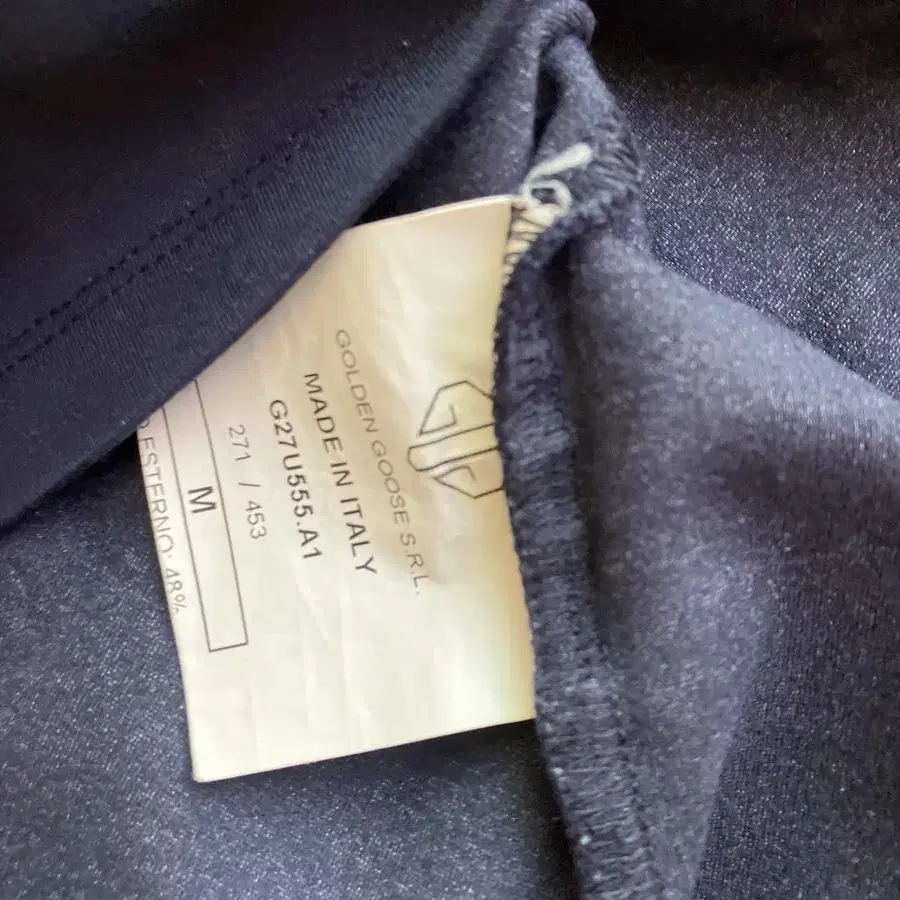 GOLDEN GOOSE S.R.L.
MADE IN ITALY
G27U555.A1
271 / 453
M
ESTERNO: 48%